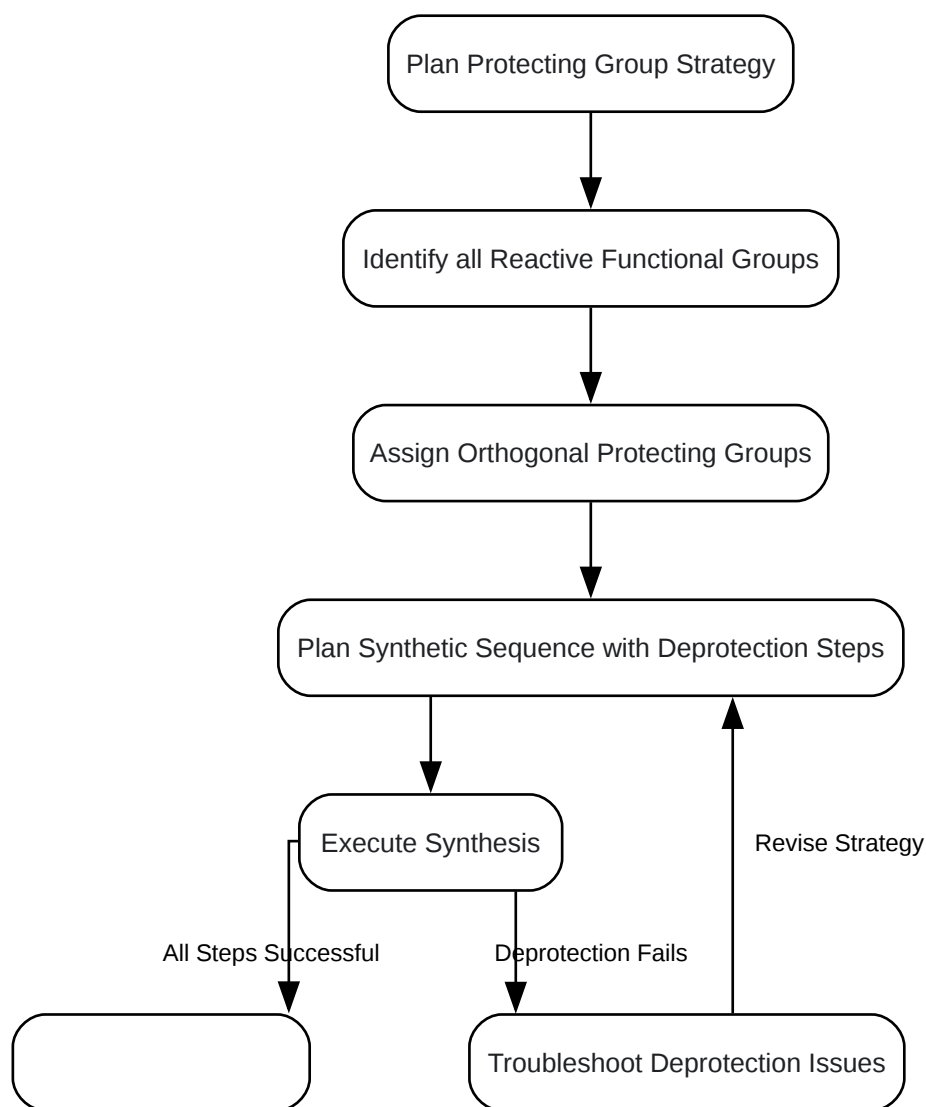 Plan Protecting Group Strategy
Identify all Reactive Functional Groups
Assign Orthogonal Protecting Groups
Plan Synthetic Sequence with Deprotection Steps
Execute Synthesis
Revise Strategy
All Steps Successful
Deprotection Fails
Troubleshoot Deprotection Issues